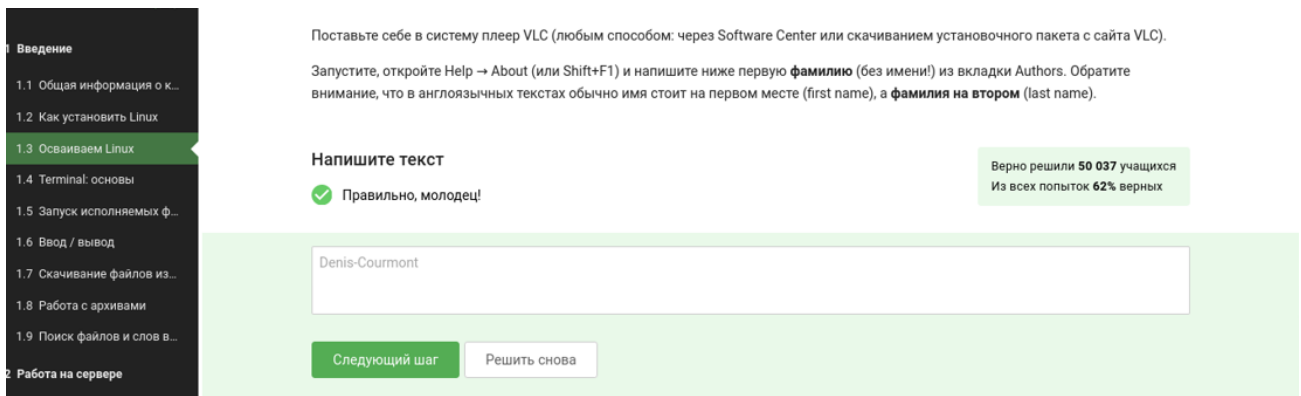 1 Введение
1.1 Общая информация о к...
1.2 Как установить Linux
1.3 Осваиваем Linux
1.4 Terminal: основы
1.5 Запуск исполняемых ф...
1.6 Ввод / вывод
1.7 Скачивание файлов из...
1.8 Работа с архивами
1.9 Поиск файлов и слов в...
2 Работа на сервере
Поставьте себе в систему плеер VLC (любым способом: через Software Center или скачиванием установочного пакета с сайта VLC).
Запустите, откройте Help → About (или Shift+F1) и напишите ниже первую фамилию (без имени!) из вкладки Authors. Обратите
внимание, что в англоязычных текстах обычно имя стоит на первом месте (first name), а фамилия на втором (last name).
Напишите текст
Правильно, молодец!
Верно решили 50 037 учащихся
Из всех попыток 62% верных
Denis-Courmont
Следующий шаг
Решить снова